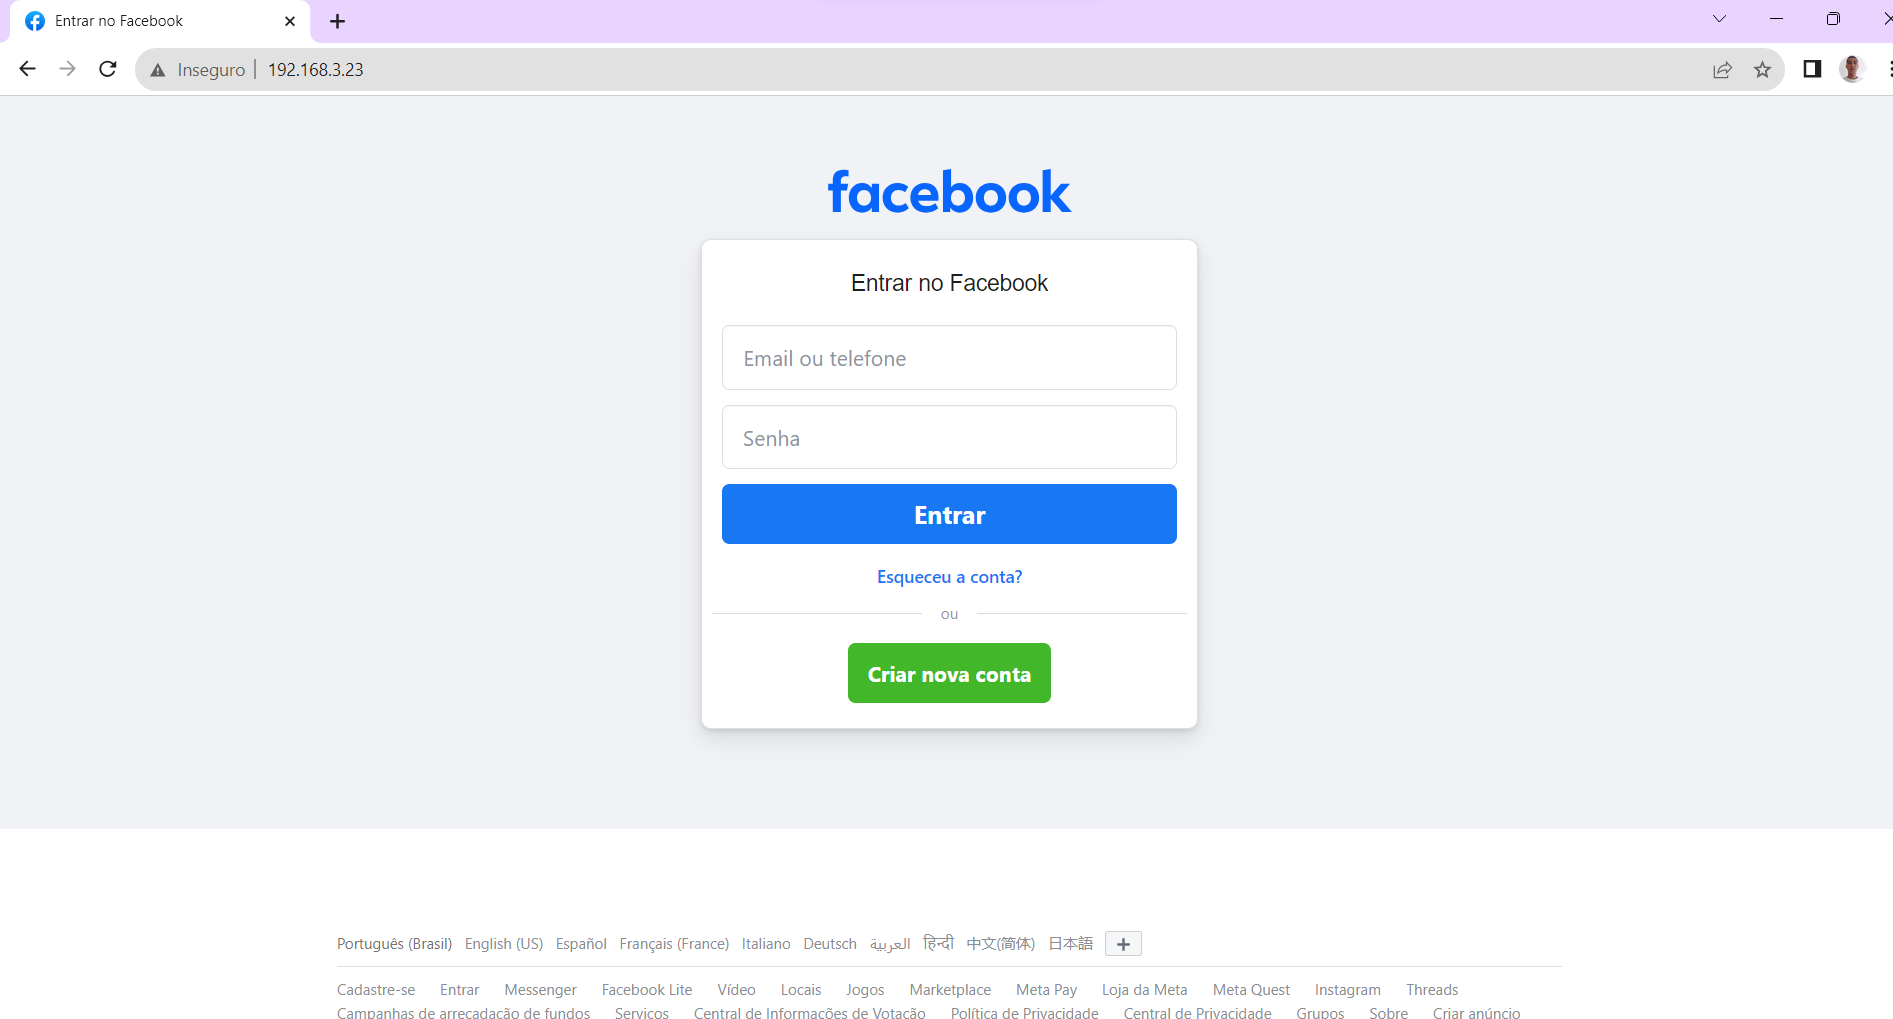 Entrar no Facebook
Inseguro 192.168.3.23
facebook
Entrar no Facebook
Email ou telefone
Senha
Entrar
Esqueceu a conta?
ou
Criar nova conta
Português (Brasil) English (US) Español Français (France) Italiano Deutsch العربية हिन्दी 中文(简体) 日本語
Cadastre-se Entrar Messenger Facebook Lite Vídeo Locais Jogos Marketplace Meta Pay Loja da Meta Meta Quest Instagram Threads
Campanhas de arrecadação de fundos Serviços Central de Informações de Votação Política de Privacidade Central de Privacidade Grupos Sobre Criar anúncio